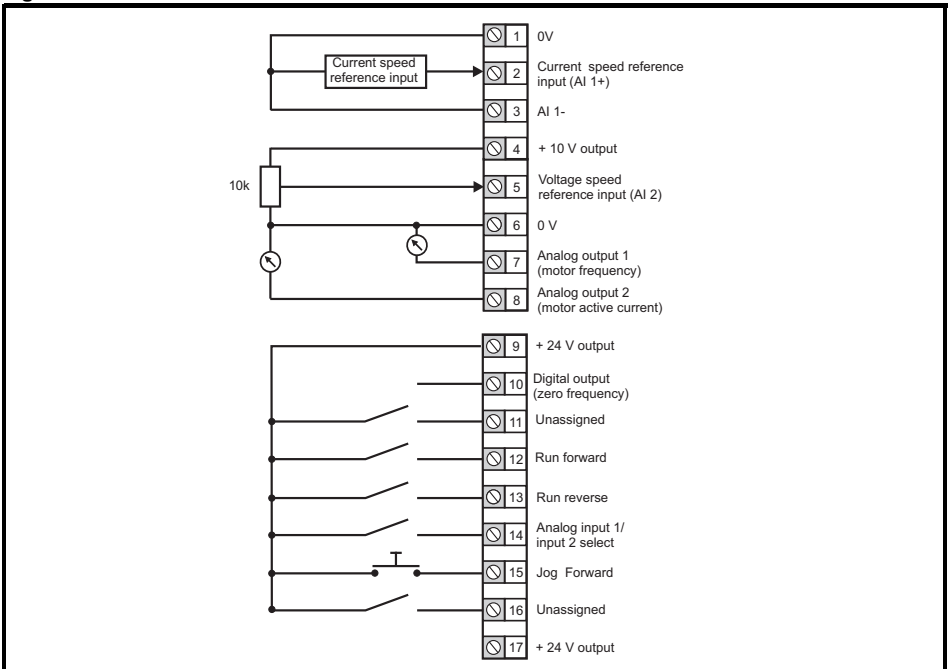 1 0V
Current speed
reference input
2 Current speed reference
input (AI 1+)
3 AI 1-
4 + 10 V output
10k
5 Voltage speed
reference input (AI 2)
6 0 V
7 Analog output 1
(motor frequency)
8 Analog output 2
(motor active current)
9 + 24 V output
10 Digital output
(zero frequency)
11 Unassigned
12 Run forward
13 Run reverse
14 Analog input 1/
input 2 select
15 Jog Forward
16 Unassigned
17 + 24 V output